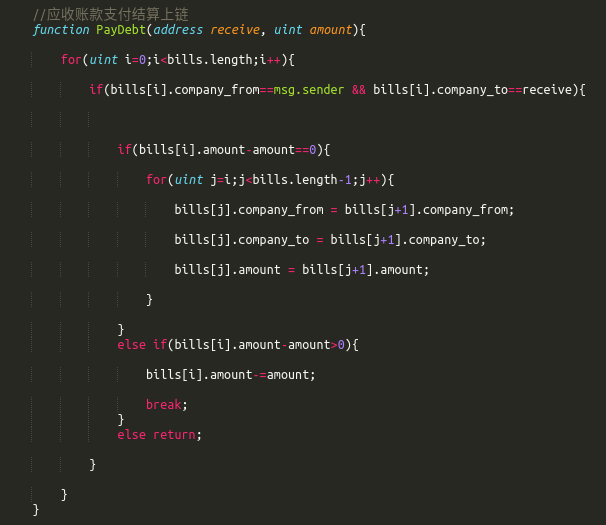 //应收账款支付结算上链
function PayDebt(address receive, uint amount){
for(uint i=0;i<bills.length;i++){
if(bills[i].company_from==msg.sender && bills[i].company_to==receive){
if(bills[i].amount-amount==0){
for(uint j=i;j<bills.length-1;j++){
bills[j].company_from = bills[j+1].company_from;
bills[j].company_to = bills[j+1].company_to;
bills[j].amount = bills[j+1].amount;
}
}
else if(bills[i].amount-amount>0){
bills[i].amount-=amount;
break;
}
else return;
}
}
}